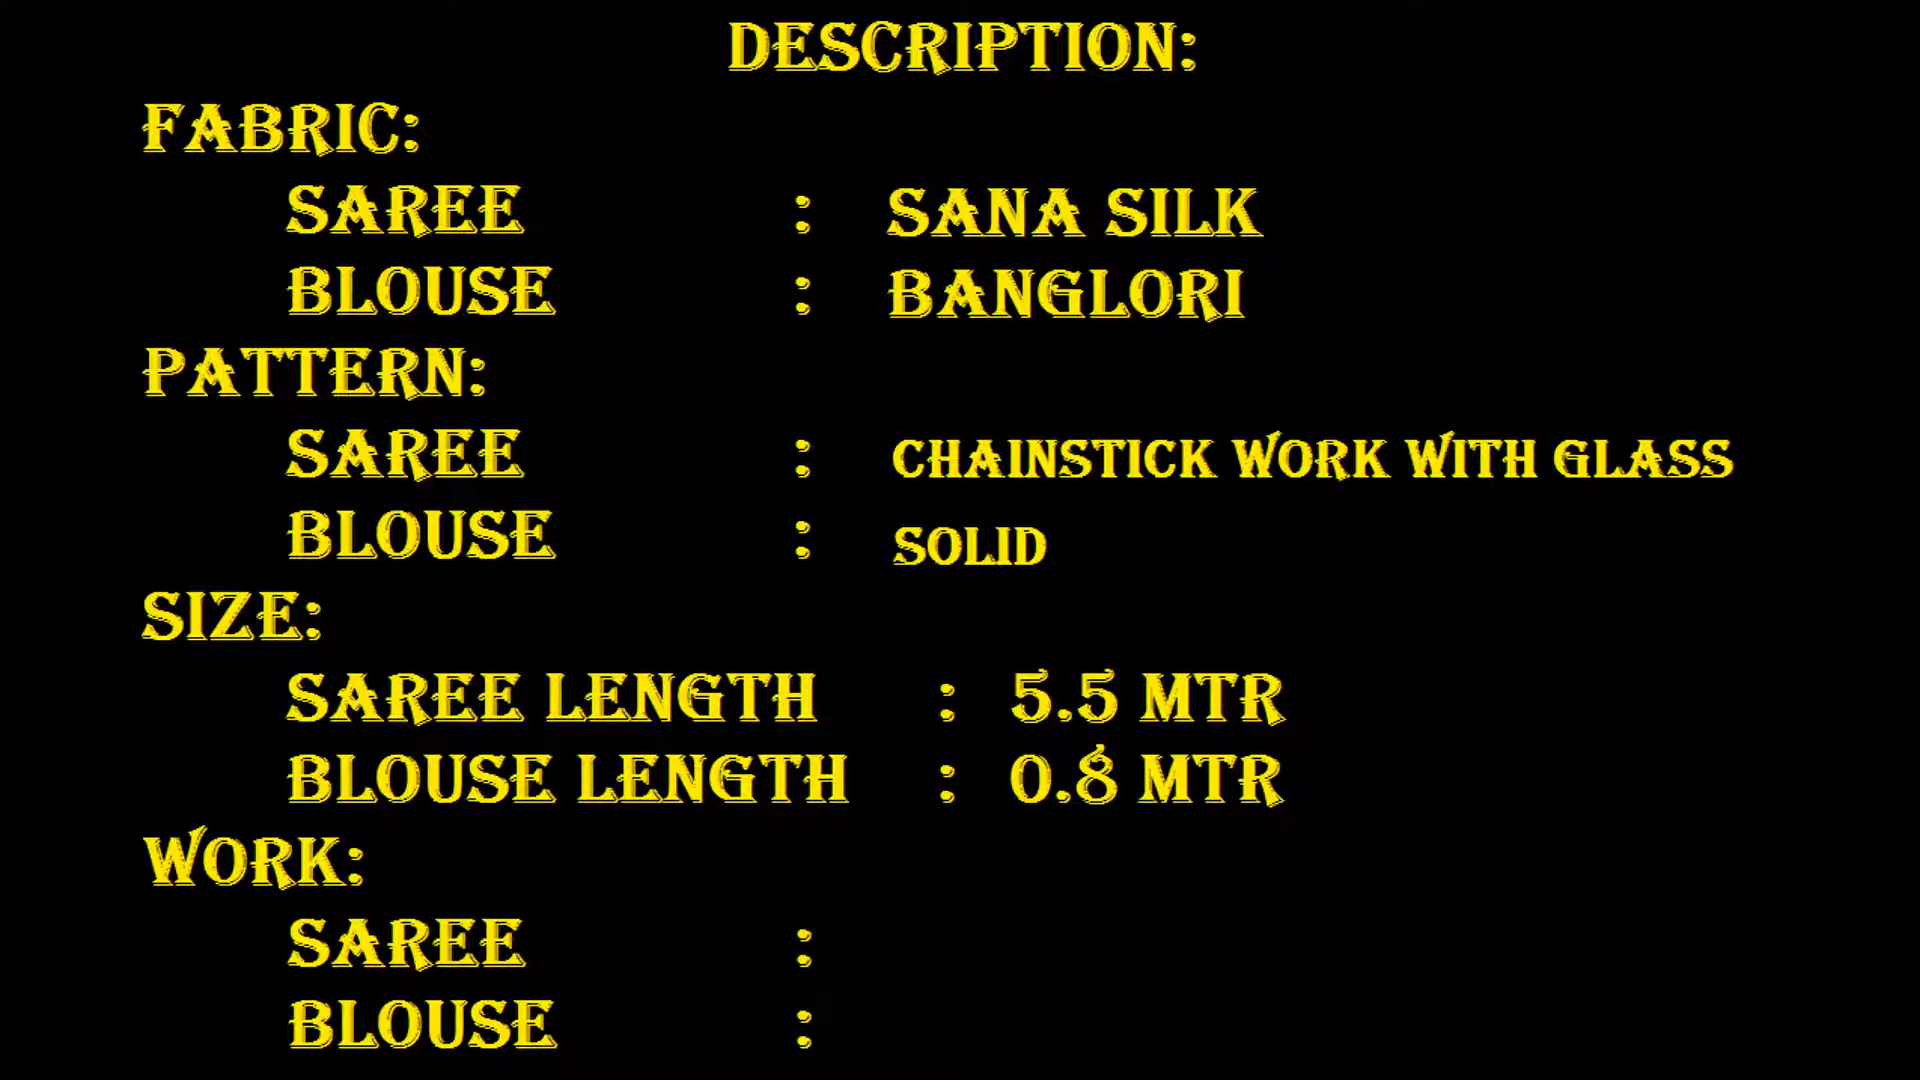 DESCRIPTION:
FABRIC:
SAREE : SANA SILK
BLOUSE : BANGLORI
PATTERN:
SAREE : CHAINSTICK WORK WITH GLASS
BLOUSE : SOLID
SIZE:
SAREE LENGTH : 5.5 MTR
BLOUSE LENGTH : 0.8 MTR
WORK:
SAREE :
BLOUSE :